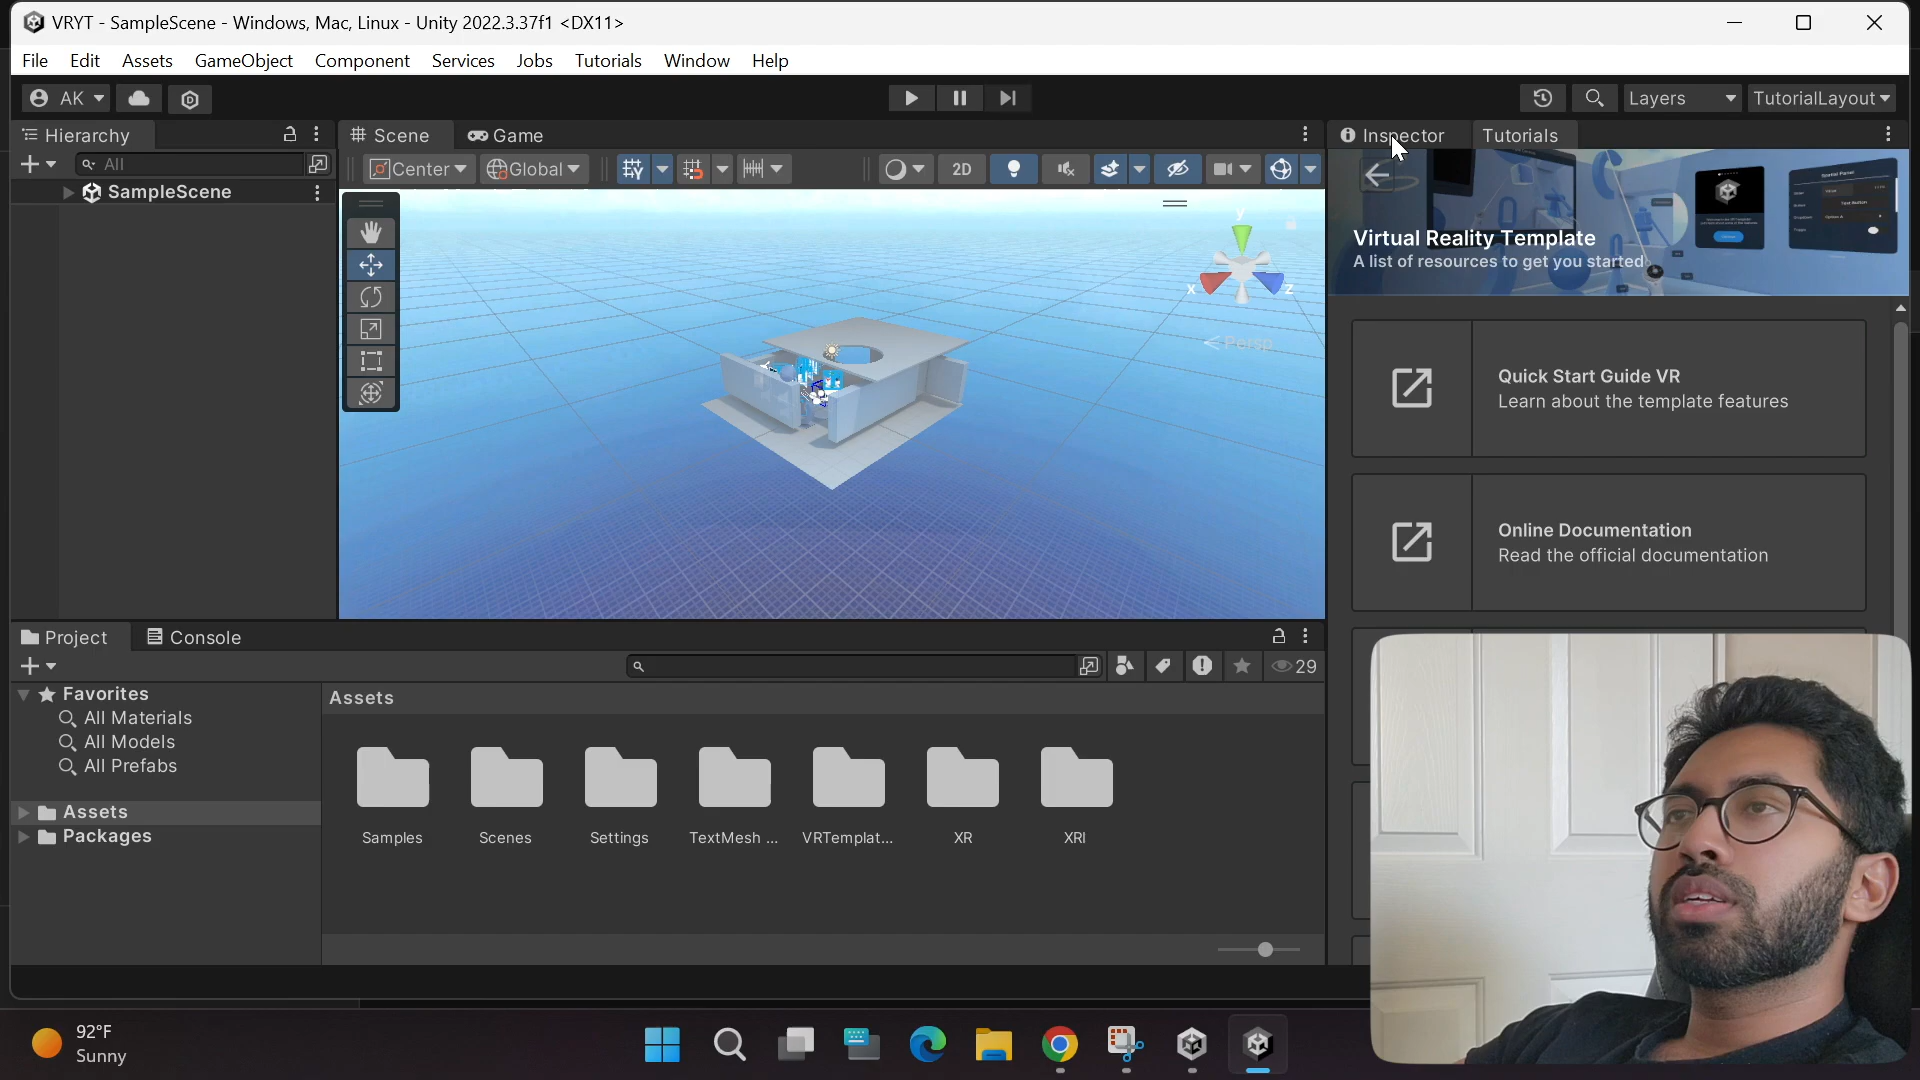 VRYT - SampleScene - Windows, Mac, Linux - Unity 2022.3.37f1 <DX11>
File Edit Assets GameObject Component Services Jobs Tutorials Window Help
AK Layers TutorialLayout
Hierarchy Scene Game Inspector Tutorials
All Center Global 2D
SampleScene
y
x z
Persp
Virtual Reality Template
A list of resources to get you started
Quick Start Guide VR
Learn about the template features
Online Documentation
Read the official documentation
Project Console
29
Favorites
All Materials
All Models
All Prefabs
Assets
Packages
Assets
Samples Scenes Settings TextMesh ... VRTemplat... XR XRI
92°F
Sunny